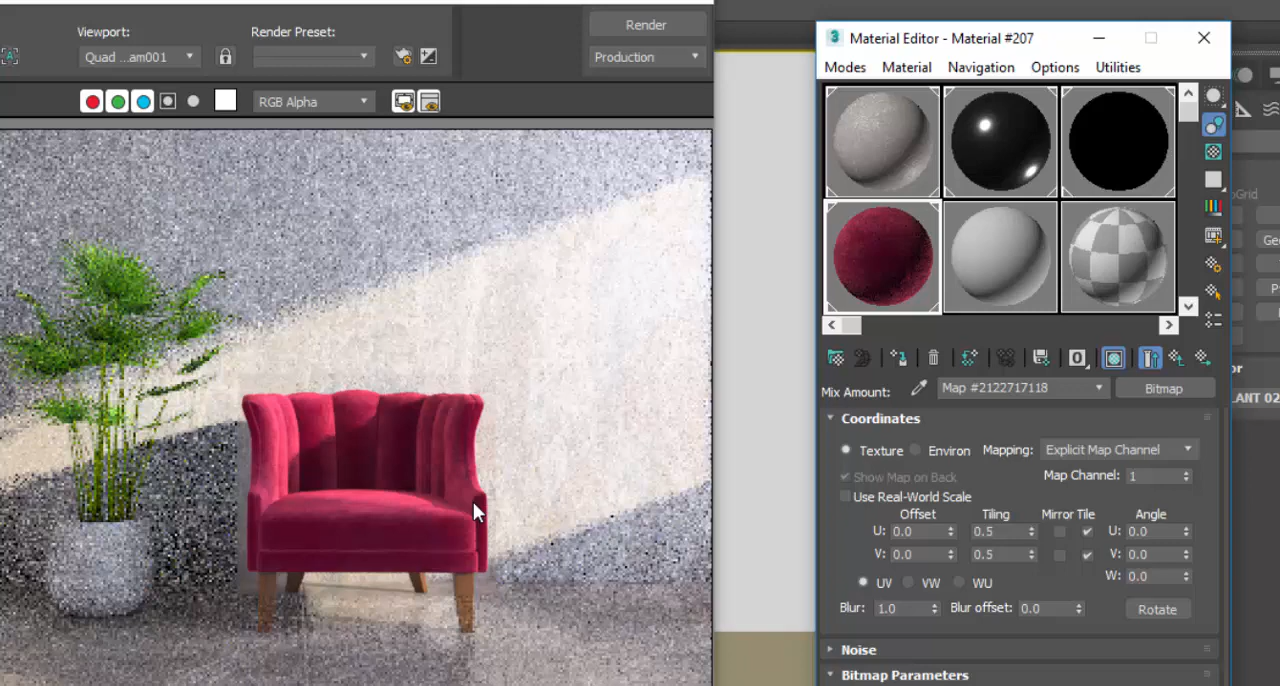 Viewport:
Render Preset:
Render
Quad ...am001
Production
RGB Alpha
Material Editor - Material #207
Modes Material Navigation Options Utilities
Mix Amount: Map #2122717118 Bitmap
Coordinates
Texture Environ Mapping: Explicit Map Channel
Show Map on Back Map Channel: 1
Use Real-World Scale
Offset Tiling Mirror Tile Angle
U: 0.0 0.5 U: 0.0
V: 0.0 0.5 V: 0.0
W: 0.0
UV VW WU
Blur: 1.0 Blur offset: 0.0 Rotate
Noise
Bitmap Parameters
oGrid
Geo
or
LANT 02